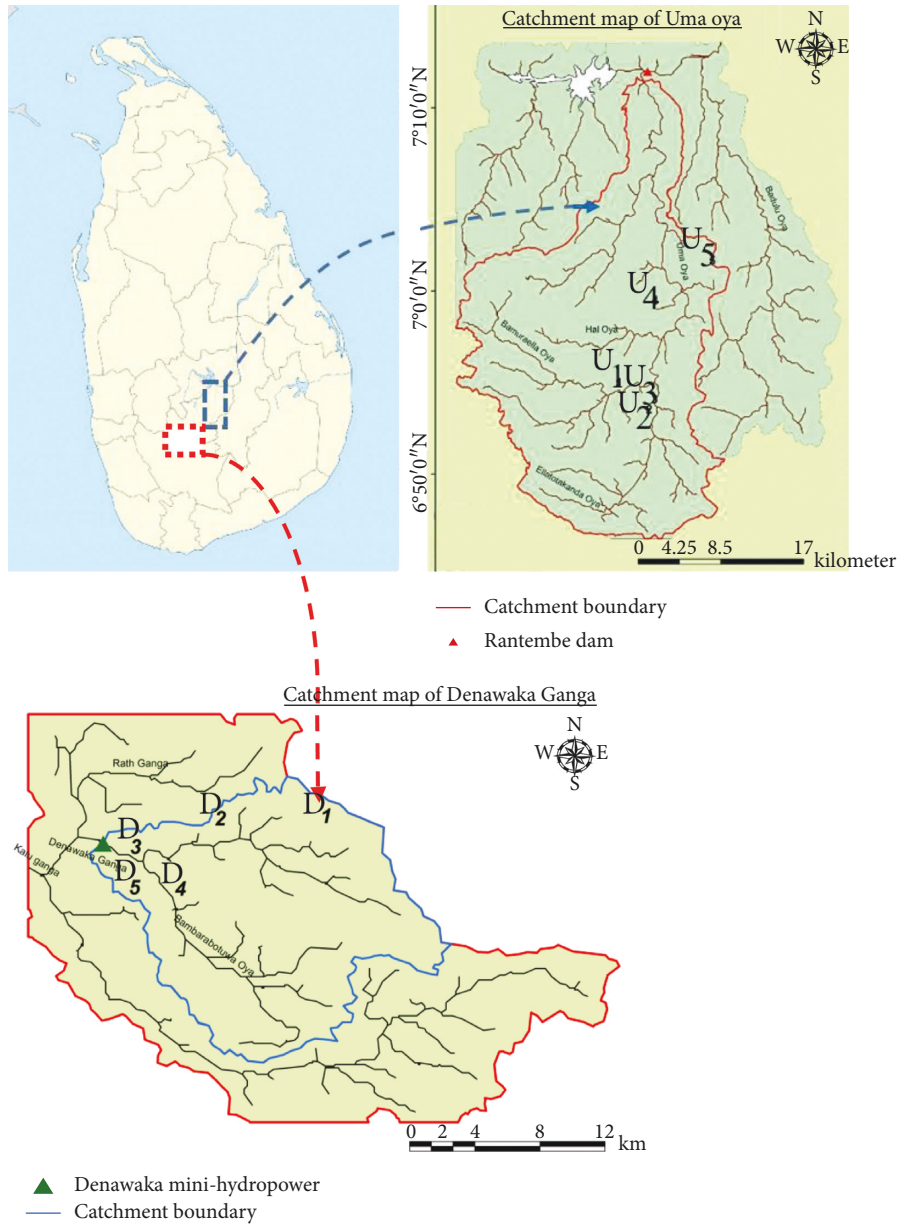 Catchment map of Uma oya
N
W E
S
7°10′0″N
7°0′0″N
6°50′0″N
Badulu Oya
Uma Oya
U5
U4
Hal Oya
Bamuraella Oya
U1
U3
U2
Ellatotakanda Oya
0 4.25 8.5 17
kilometer
Catchment boundary
Rantembe dam
Catchment map of Denawaka Ganga
N
W E
S
Rath Ganga
D1
D2
D3
Denawaka Ganga
Kalu ganga
D5
D4
Bambarabotuwa Oya
0 2 4 8 12
km
Denawaka mini-hydropower
Catchment boundary